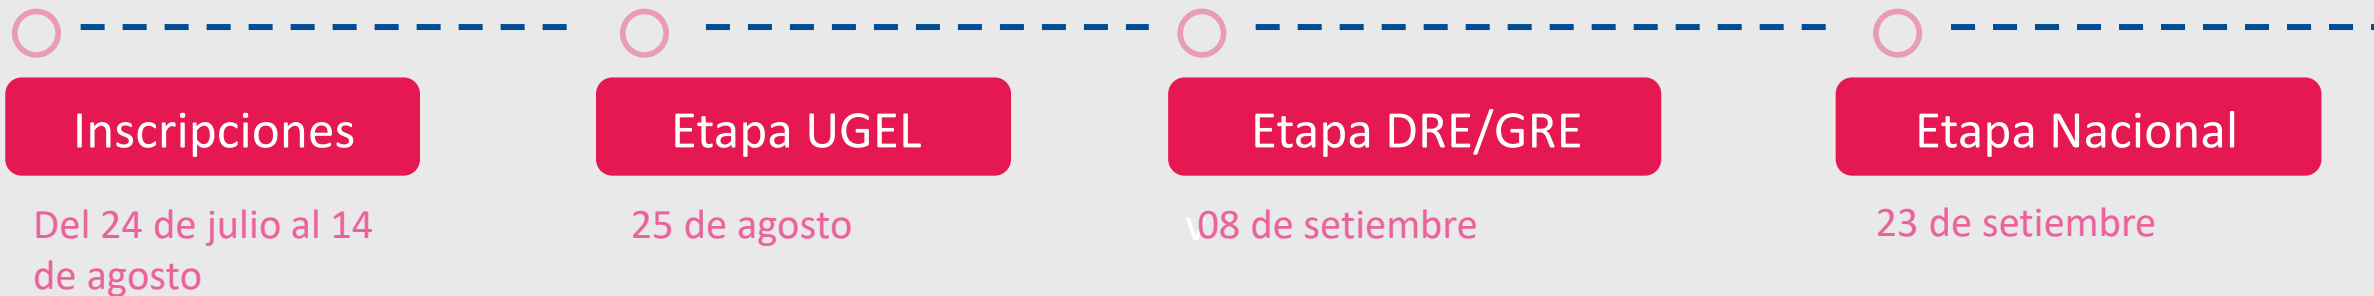 Inscripciones
Etapa UGEL
Etapa DRE/GRE
Etapa Nacional
Del 24 de julio al 14
de agosto
25 de agosto
08 de setiembre
23 de setiembre